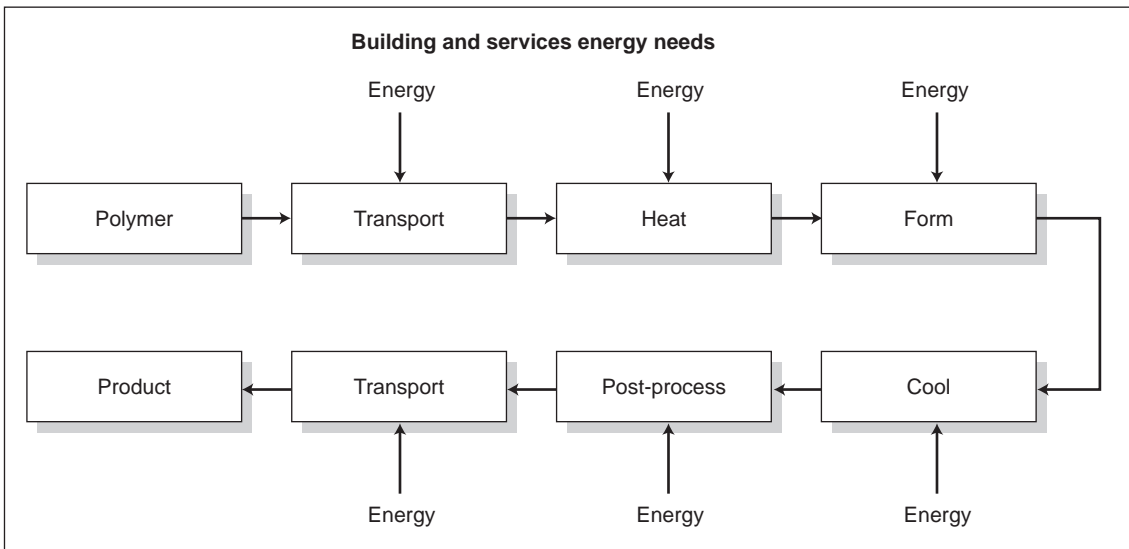 Building and services energy needs
Energy Energy Energy
Polymer Transport Heat Form
Product Transport Post-process Cool
Energy Energy Energy